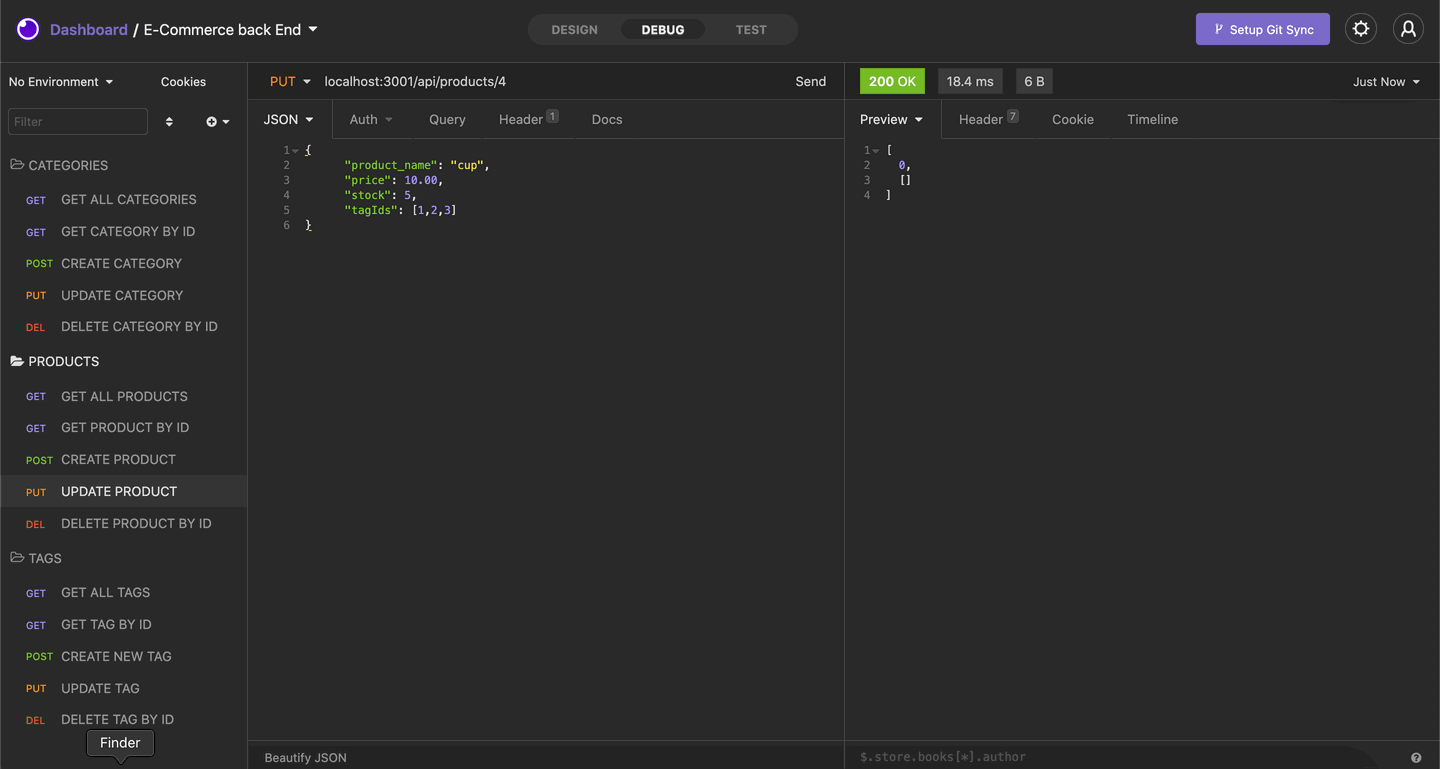 Dashboard / E-Commerce back End
DESIGN DEBUG TEST
Setup Git Sync
No Environment Cookies
Filter
CATEGORIES
GET GET ALL CATEGORIES
GET GET CATEGORY BY ID
POST CREATE CATEGORY
PUT UPDATE CATEGORY
DEL DELETE CATEGORY BY ID
PRODUCTS
GET GET ALL PRODUCTS
GET GET PRODUCT BY ID
POST CREATE PRODUCT
PUT UPDATE PRODUCT
DEL DELETE PRODUCT BY ID
TAGS
GET GET ALL TAGS
GET GET TAG BY ID
POST CREATE NEW TAG
PUT UPDATE TAG
DEL DELETE TAG BY ID
Finder
PUT localhost:3001/api/products/4 Send
JSON Auth Query Header 1 Docs
1 {
2 "product_name": "cup",
3 "price": 10.00,
4 "stock": 5,
5 "tagIds": [1,2,3]
6 }
Beautify JSON
200 OK 18.4 ms 6 B Just Now
Preview Header 7 Cookie Timeline
1 [
2 0,
3 []
4 ]
$.store.books[*].author